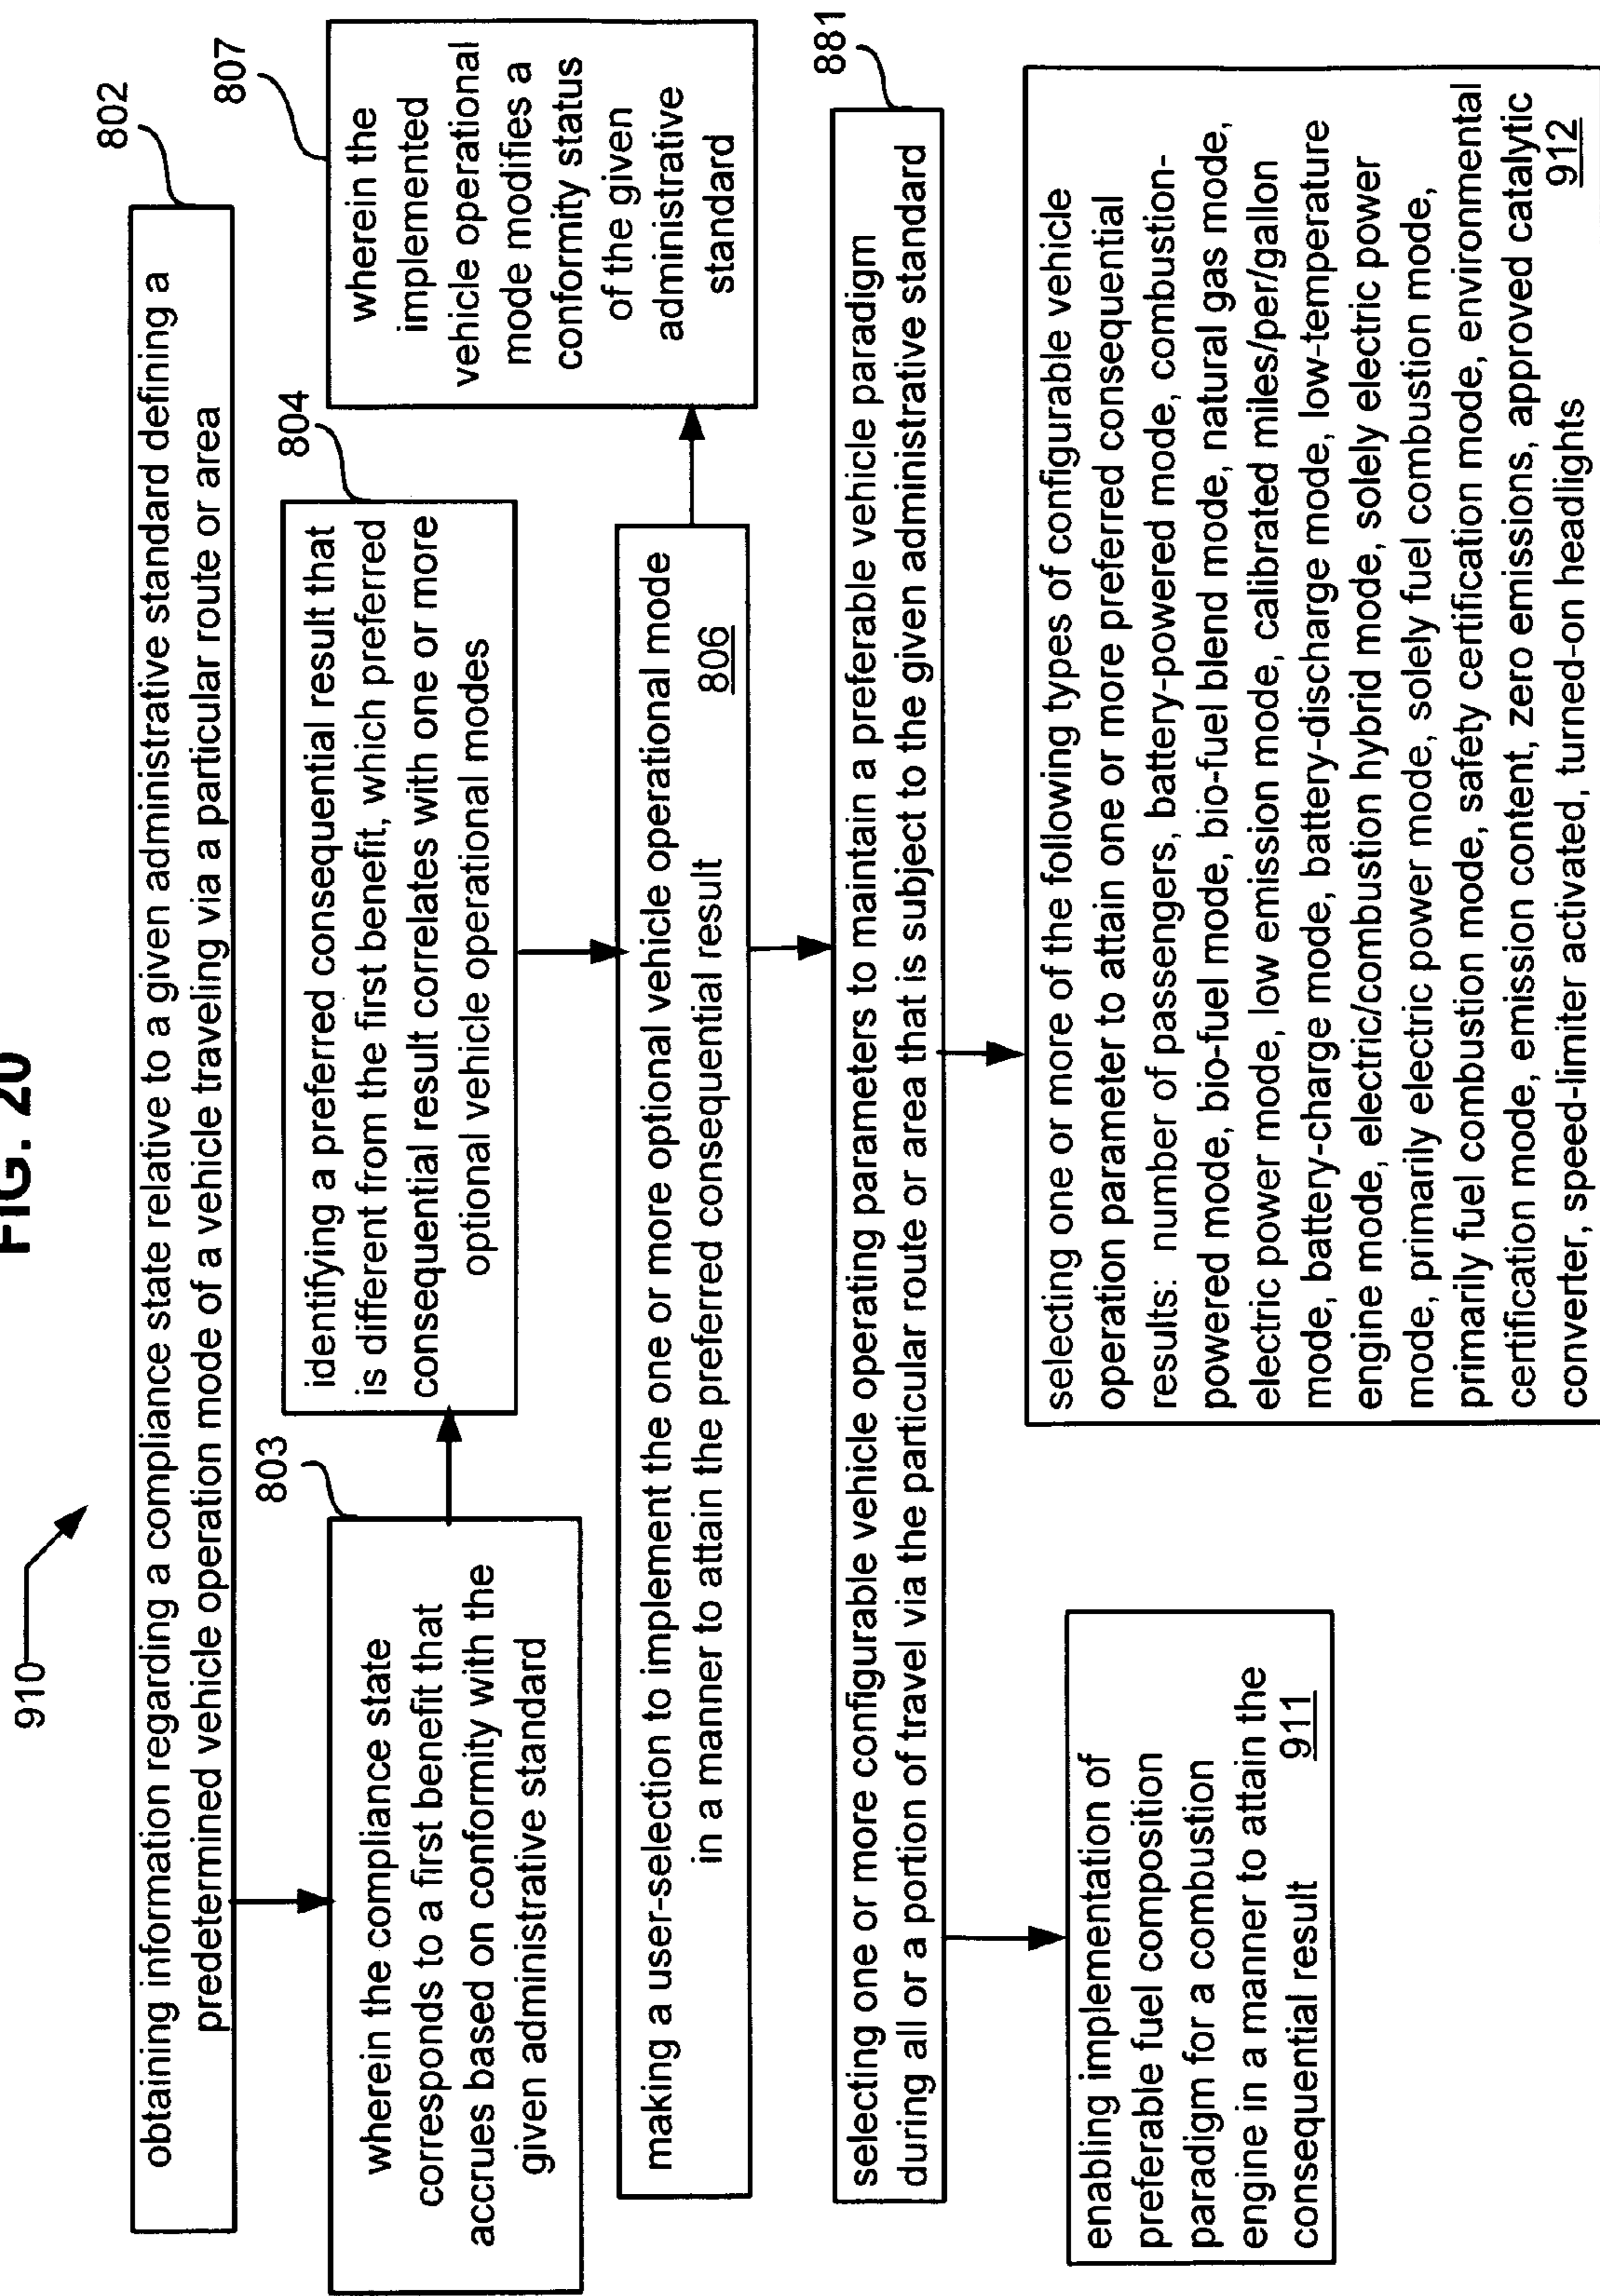 FIG. 20
910
802
obtaining information regarding a compliance state relative to a given administrative standard defining a
predetermined vehicle operation mode of a vehicle traveling via a particular route or area
803
wherein the compliance state
corresponds to a first benefit that
accrues based on conformity with the
given administrative standard
804
identifying a preferred consequential result that
is different from the first benefit, which preferred
consequential result correlates with one or more
optional vehicle operational modes
807
wherein the
implemented
vehicle operational
mode modifies a
conformity status
of the given
administrative
standard
making a user-selection to implement the one or more optional vehicle operational mode
in a manner to attain the preferred consequential result 806
881
selecting one or more configurable vehicle operating parameters to maintain a preferable vehicle paradigm
during all or a portion of travel via the particular route or area that is subject to the given administrative standard
enabling implementation of
preferable fuel composition
paradigm for a combustion
engine in a manner to attain the
consequential result 911
selecting one or more of the following types of configurable vehicle
operation parameter to attain one or more preferred consequential
results: number of passengers, battery-powered mode, combustion-
powered mode, bio-fuel mode, bio-fuel blend mode, natural gas mode,
electric power mode, low emission mode, calibrated miles/per/gallon
mode, battery-charge mode, battery-discharge mode, low-temperature
engine mode, electric/combustion hybrid mode, solely electric power
mode, primarily electric power mode, solely fuel combustion mode,
primarily fuel combustion mode, safety certification mode, environmental
certification mode, emission content, zero emissions, approved catalytic
converter, speed-limiter activated, turned-on headlights 912